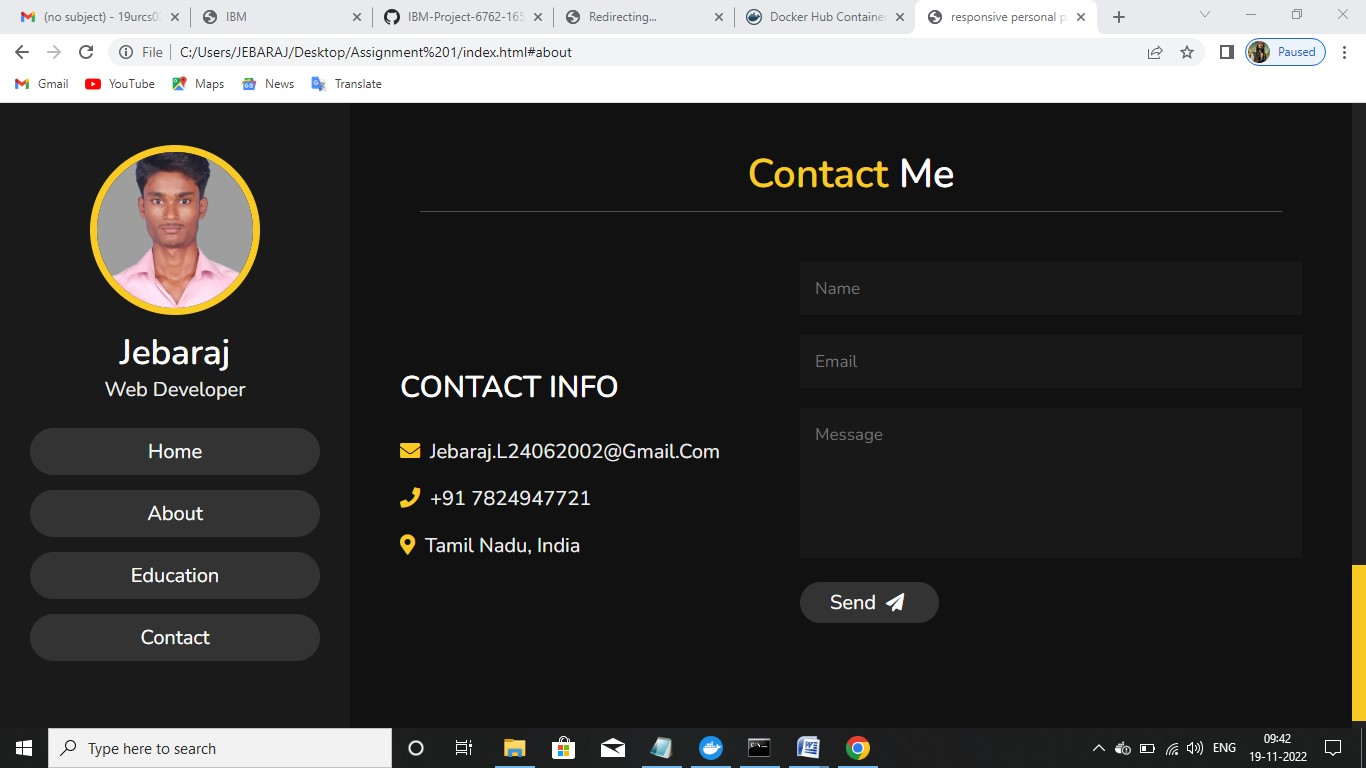 (no subject) - 19urcs02
IBM
IBM-Project-6762-165
Redirecting...
Docker Hub Container
responsive personal p
File
C:/Users/JEBARAJ/Desktop/Assignment%201/index.html#about
Paused
Gmail
YouTube
Maps
News
Translate
Jebaraj
Web Developer
Home
About
Education
Contact
Contact Me
CONTACT INFO
Jebaraj.L24062002@Gmail.Com
+91 7824947721
Tamil Nadu, India
Name
Email
Message
Send
Type here to search
ENG
09:42
19-11-2022